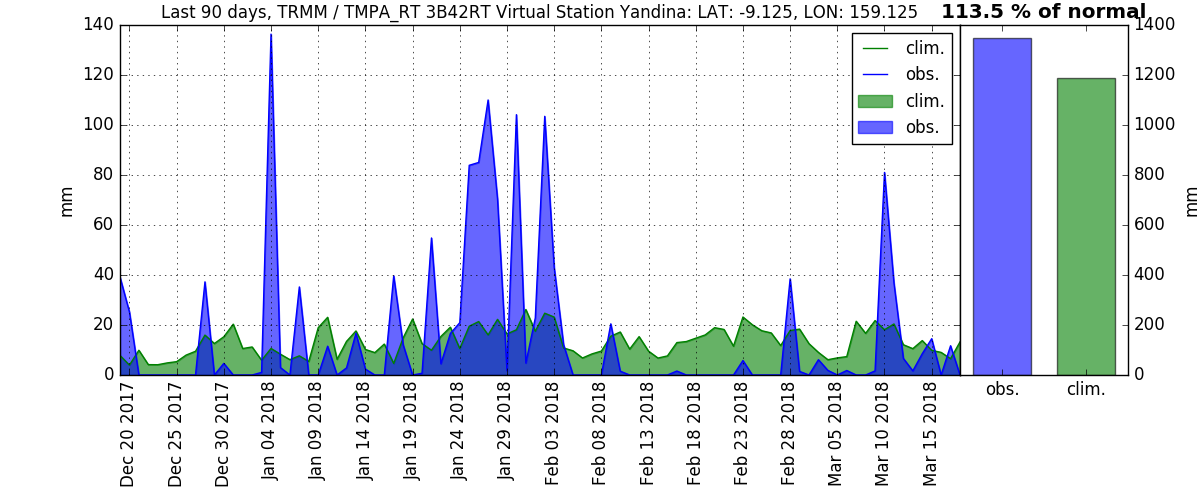 Last 90 days, TRMM / TMPA_RT 3B42RT Virtual Station Yandina: LAT: -9.125, LON: 159.125
113.5 % of normal
140
120
100
80
60
40
20
0
mm
clim.
obs.
clim.
obs.
1400
1200
1000
800
600
400
200
0
mm
obs.
clim.
Dec 20 2017
Dec 25 2017
Dec 30 2017
Jan 04 2018
Jan 09 2018
Jan 14 2018
Jan 19 2018
Jan 24 2018
Jan 29 2018
Feb 03 2018
Feb 08 2018
Feb 13 2018
Feb 18 2018
Feb 23 2018
Feb 28 2018
Mar 05 2018
Mar 10 2018
Mar 15 2018